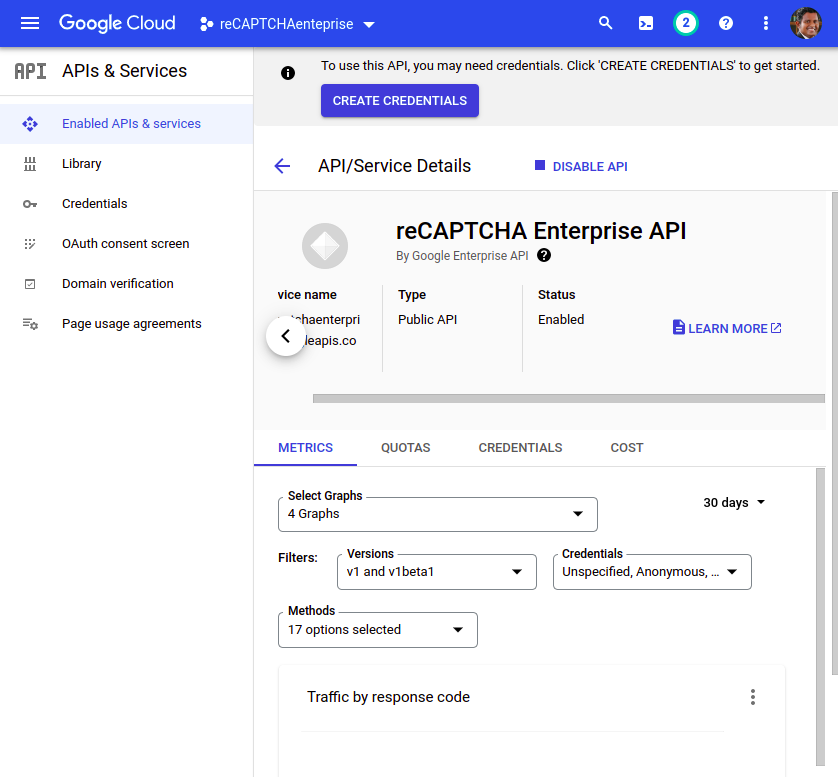 Google Cloud
reCAPTCHAenteprise
2
API
APIs & Services
To use this API, you may need credentials. Click 'CREATE CREDENTIALS' to get started.
CREATE CREDENTIALS
Enabled APIs & services
Library
Credentials
OAuth consent screen
Domain verification
Page usage agreements
API/Service Details
DISABLE API
reCAPTCHA Enterprise API
By Google Enterprise API
vice name
Type
Status
tchaenterpri
Public API
Enabled
leapis.co
LEARN MORE
METRICS
QUOTAS
CREDENTIALS
COST
Select Graphs
4 Graphs
30 days
Filters:
Versions
v1 and v1beta1
Credentials
Unspecified, Anonymous, ...
Methods
17 options selected
Traffic by response code